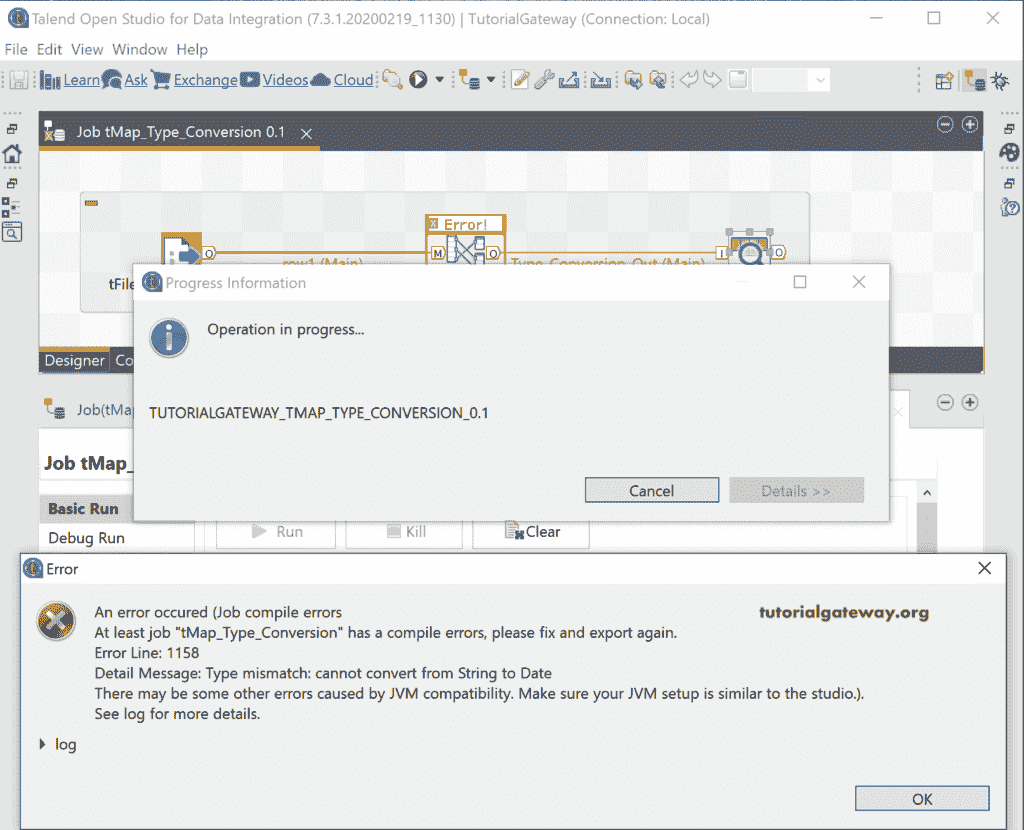 Talend Open Studio for Data Integration (7.3.1.20200219_1130) | TutorialGateway (Connection: Local)
File Edit View Window Help
Learn Ask Exchange Videos Cloud
Job tMap_Type_Conversion 0.1
Error!
O M O I O
row1 (Main)
Type_Conversion_Out (Main)
tFile
Progress Information
Operation in progress...
Designer Co
TUTORIALGATEWAY_TMAP_TYPE_CONVERSION_0.1
Job(tMa
Job tMap_
Cancel Details >>
Basic Run
Run Kill Clear
Debug Run
Error
An error occured (Job compile errors
tutorialgateway.org
At least job "tMap_Type_Conversion" has a compile errors, please fix and export again.
Error Line: 1158
Detail Message: Type mismatch: cannot convert from String to Date
There may be some other errors caused by JVM compatibility. Make sure your JVM setup is similar to the studio.).
See log for more details.
log
OK